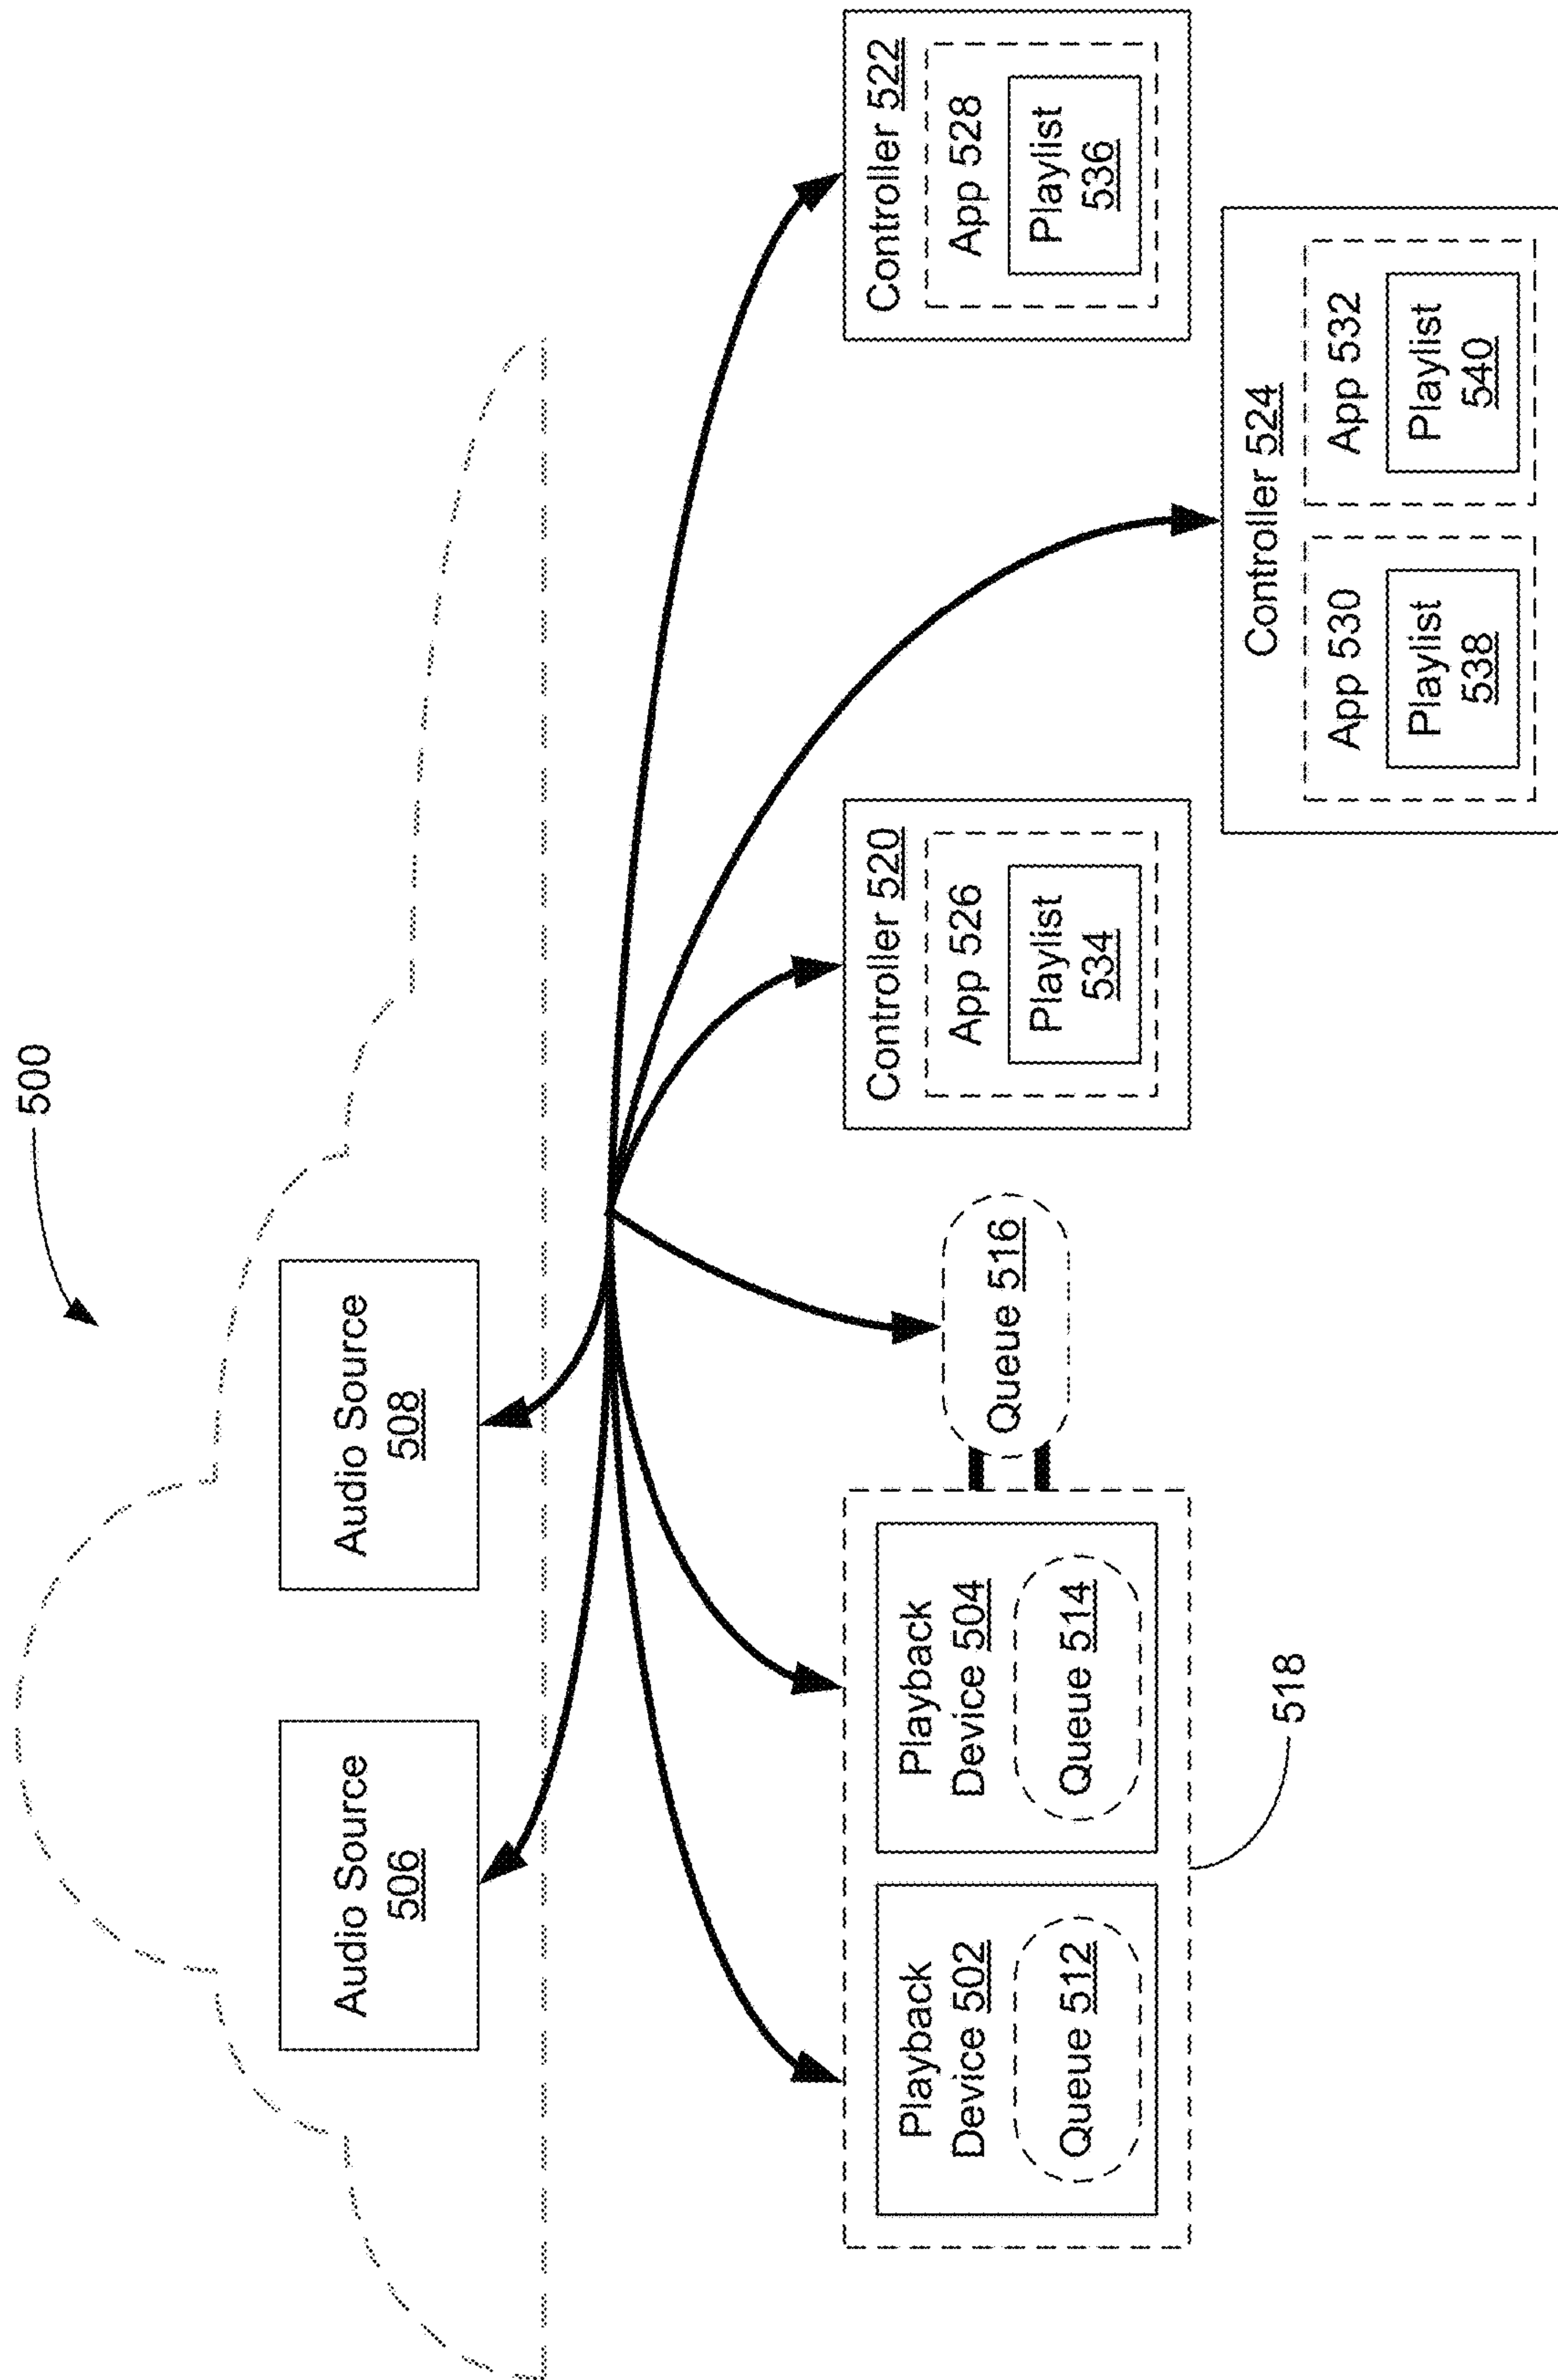 500
Audio Source
506
Audio Source
508
Playback
Device 502
Queue 512
Playback
Device 504
Queue 514
518
Queue 516
Controller 520
App 526
Playlist
534
Controller 522
App 528
Playlist
536
Controller 524
App 530
Playlist
538
App 532
Playlist
540